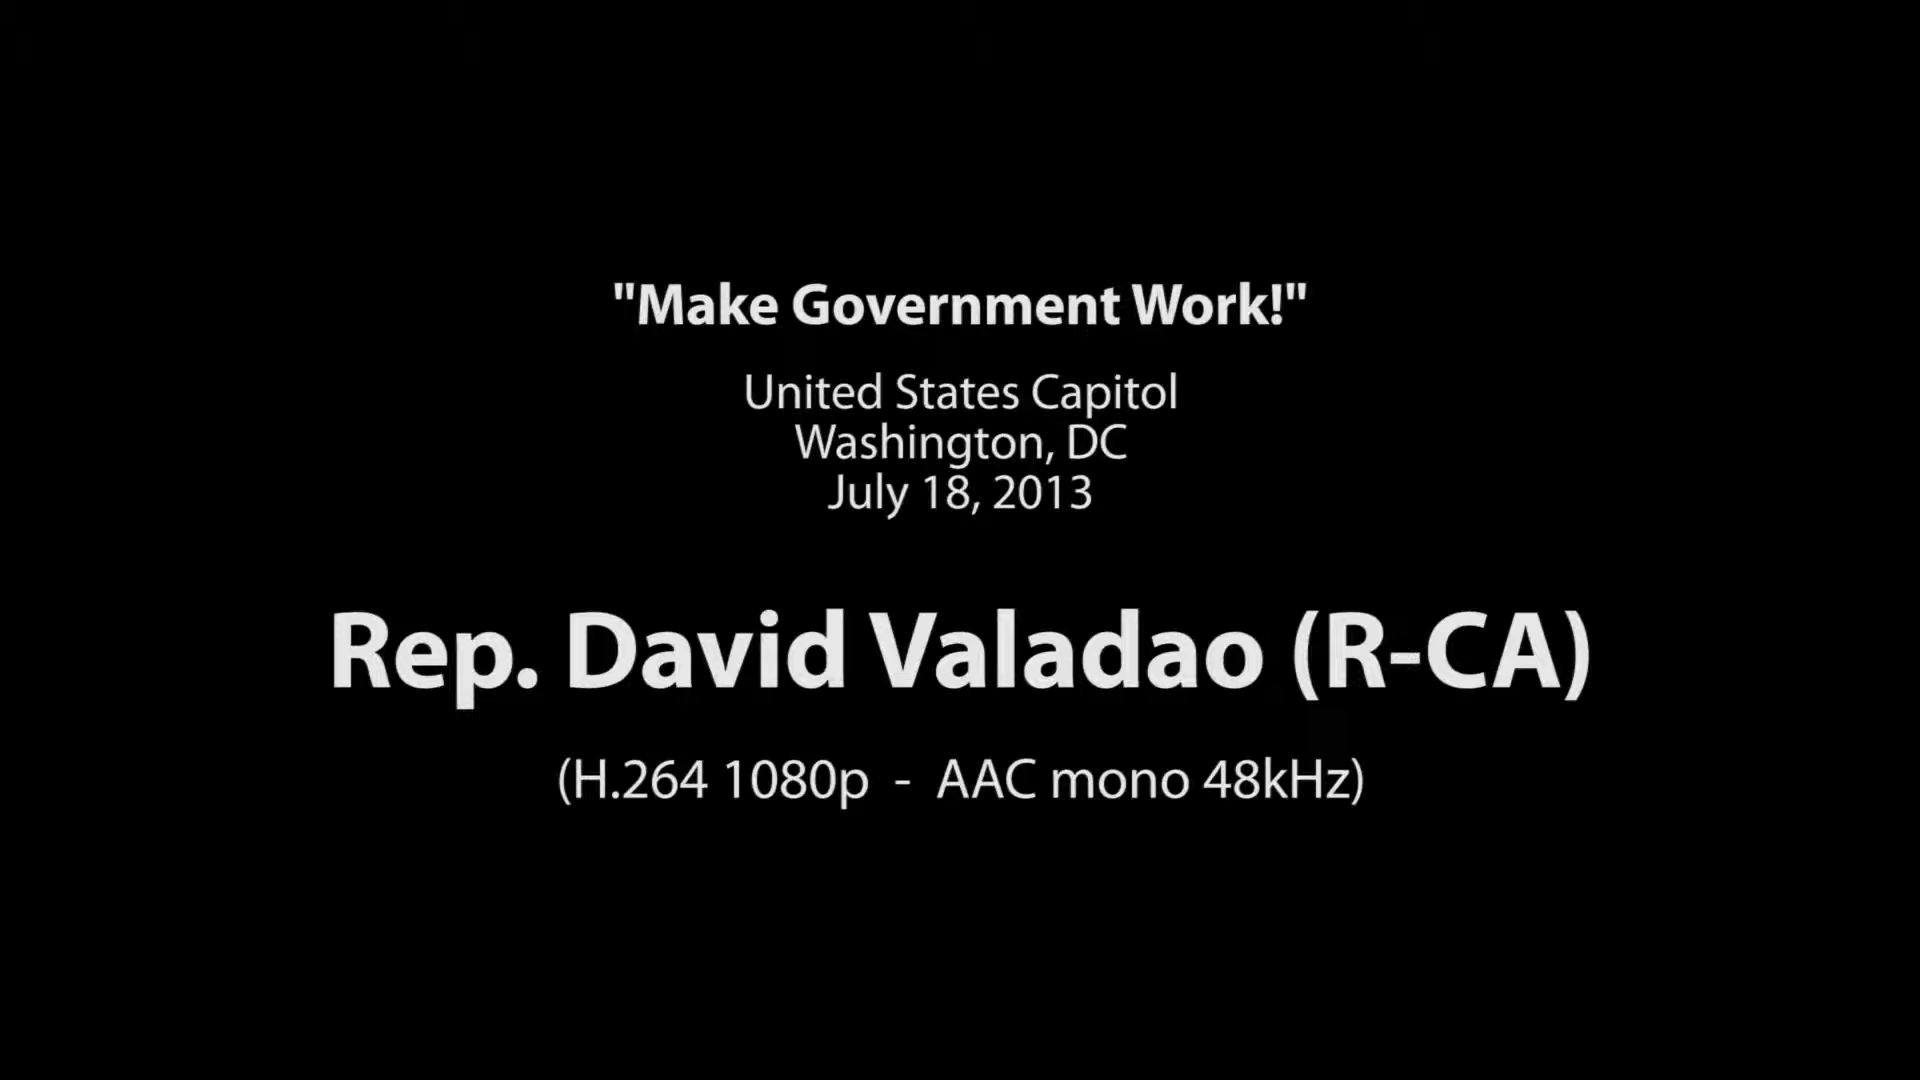 "Make Government Work!"
United States Capitol
Washington, DC
July 18, 2013
Rep. David Valadao (R-CA)
(H.264 1080p - AAC mono 48kHz)